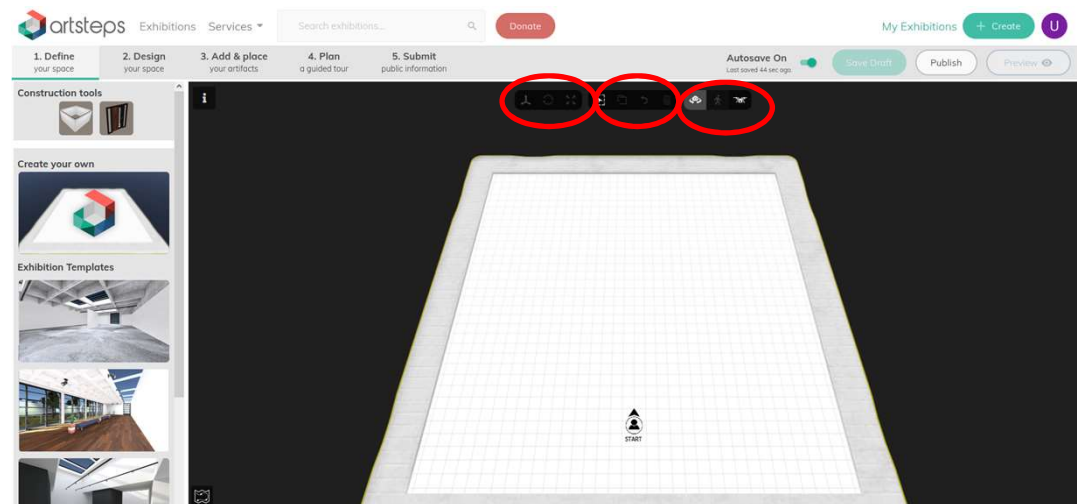 artsteps Exhibitions Services Search exhibitions... Donate My Exhibitions + Create U
1. Define 2. Design 3. Add & place 4. Plan 5. Submit Autosave On Save Draft Publish Preview
your space your space your artifacts a guided tour public information Last saved 44 sec ago
Construction tools
i
Create your own
Exhibition Templates
START